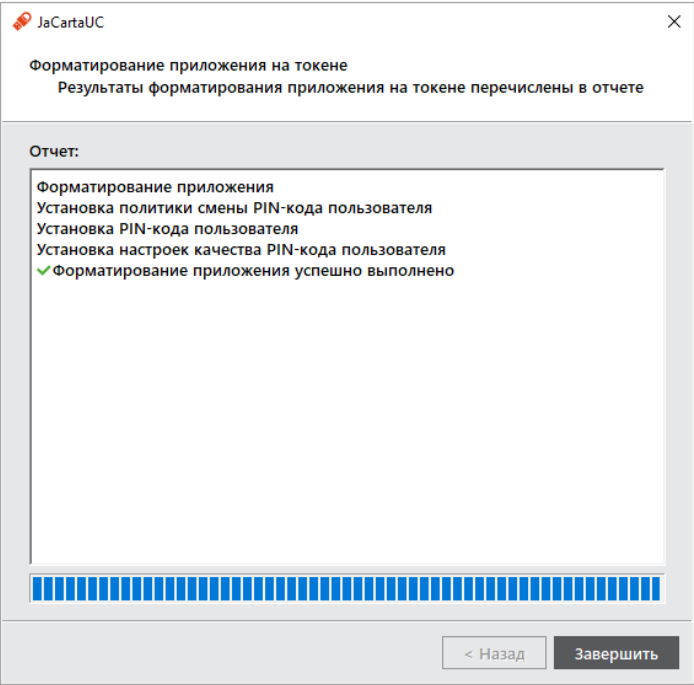 JaCartaUC
Форматирование приложения на токене
Результаты форматирования приложения на токене перечислены в отчете
Отчет:
Форматирование приложения
Установка политики смены PIN-кода пользователя
Установка PIN-кода пользователя
Установка настроек качества PIN-кода пользователя
Форматирование приложения успешно выполнено
< Назад
Завершить